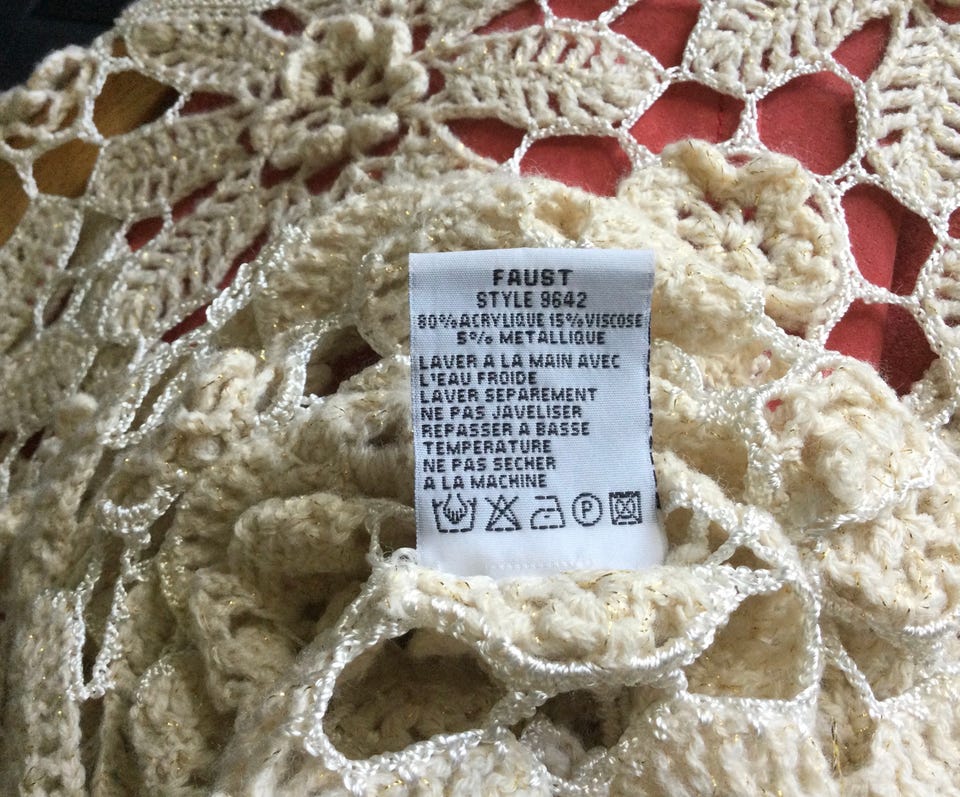 FAUST
STYLE 9642
80% ACRYLIQUE 15% VISCOSE
5% METALLIQUE
LAVER A LA MAIN AVEC
L'EAU FROIDE
LAVER SEPAREMENT
NE PAS JAVELISER
REPASSER A BASSE
TEMPERATURE
NE PAS SECHER
A LA MACHINE
P